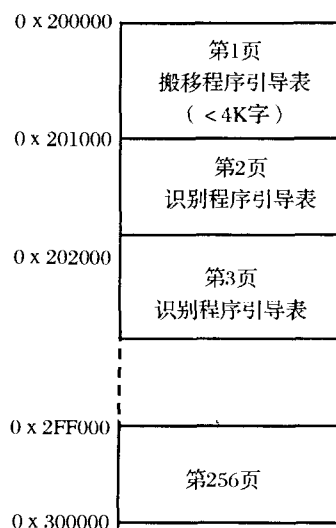 0 x 200000
第1页
搬移程序引导表
( < 4K字 )
0 x 201000
第2页
识别程序引导表
0 x 202000
第3页
识别程序引导表
0 x 2FF000
第256页
0 x 300000